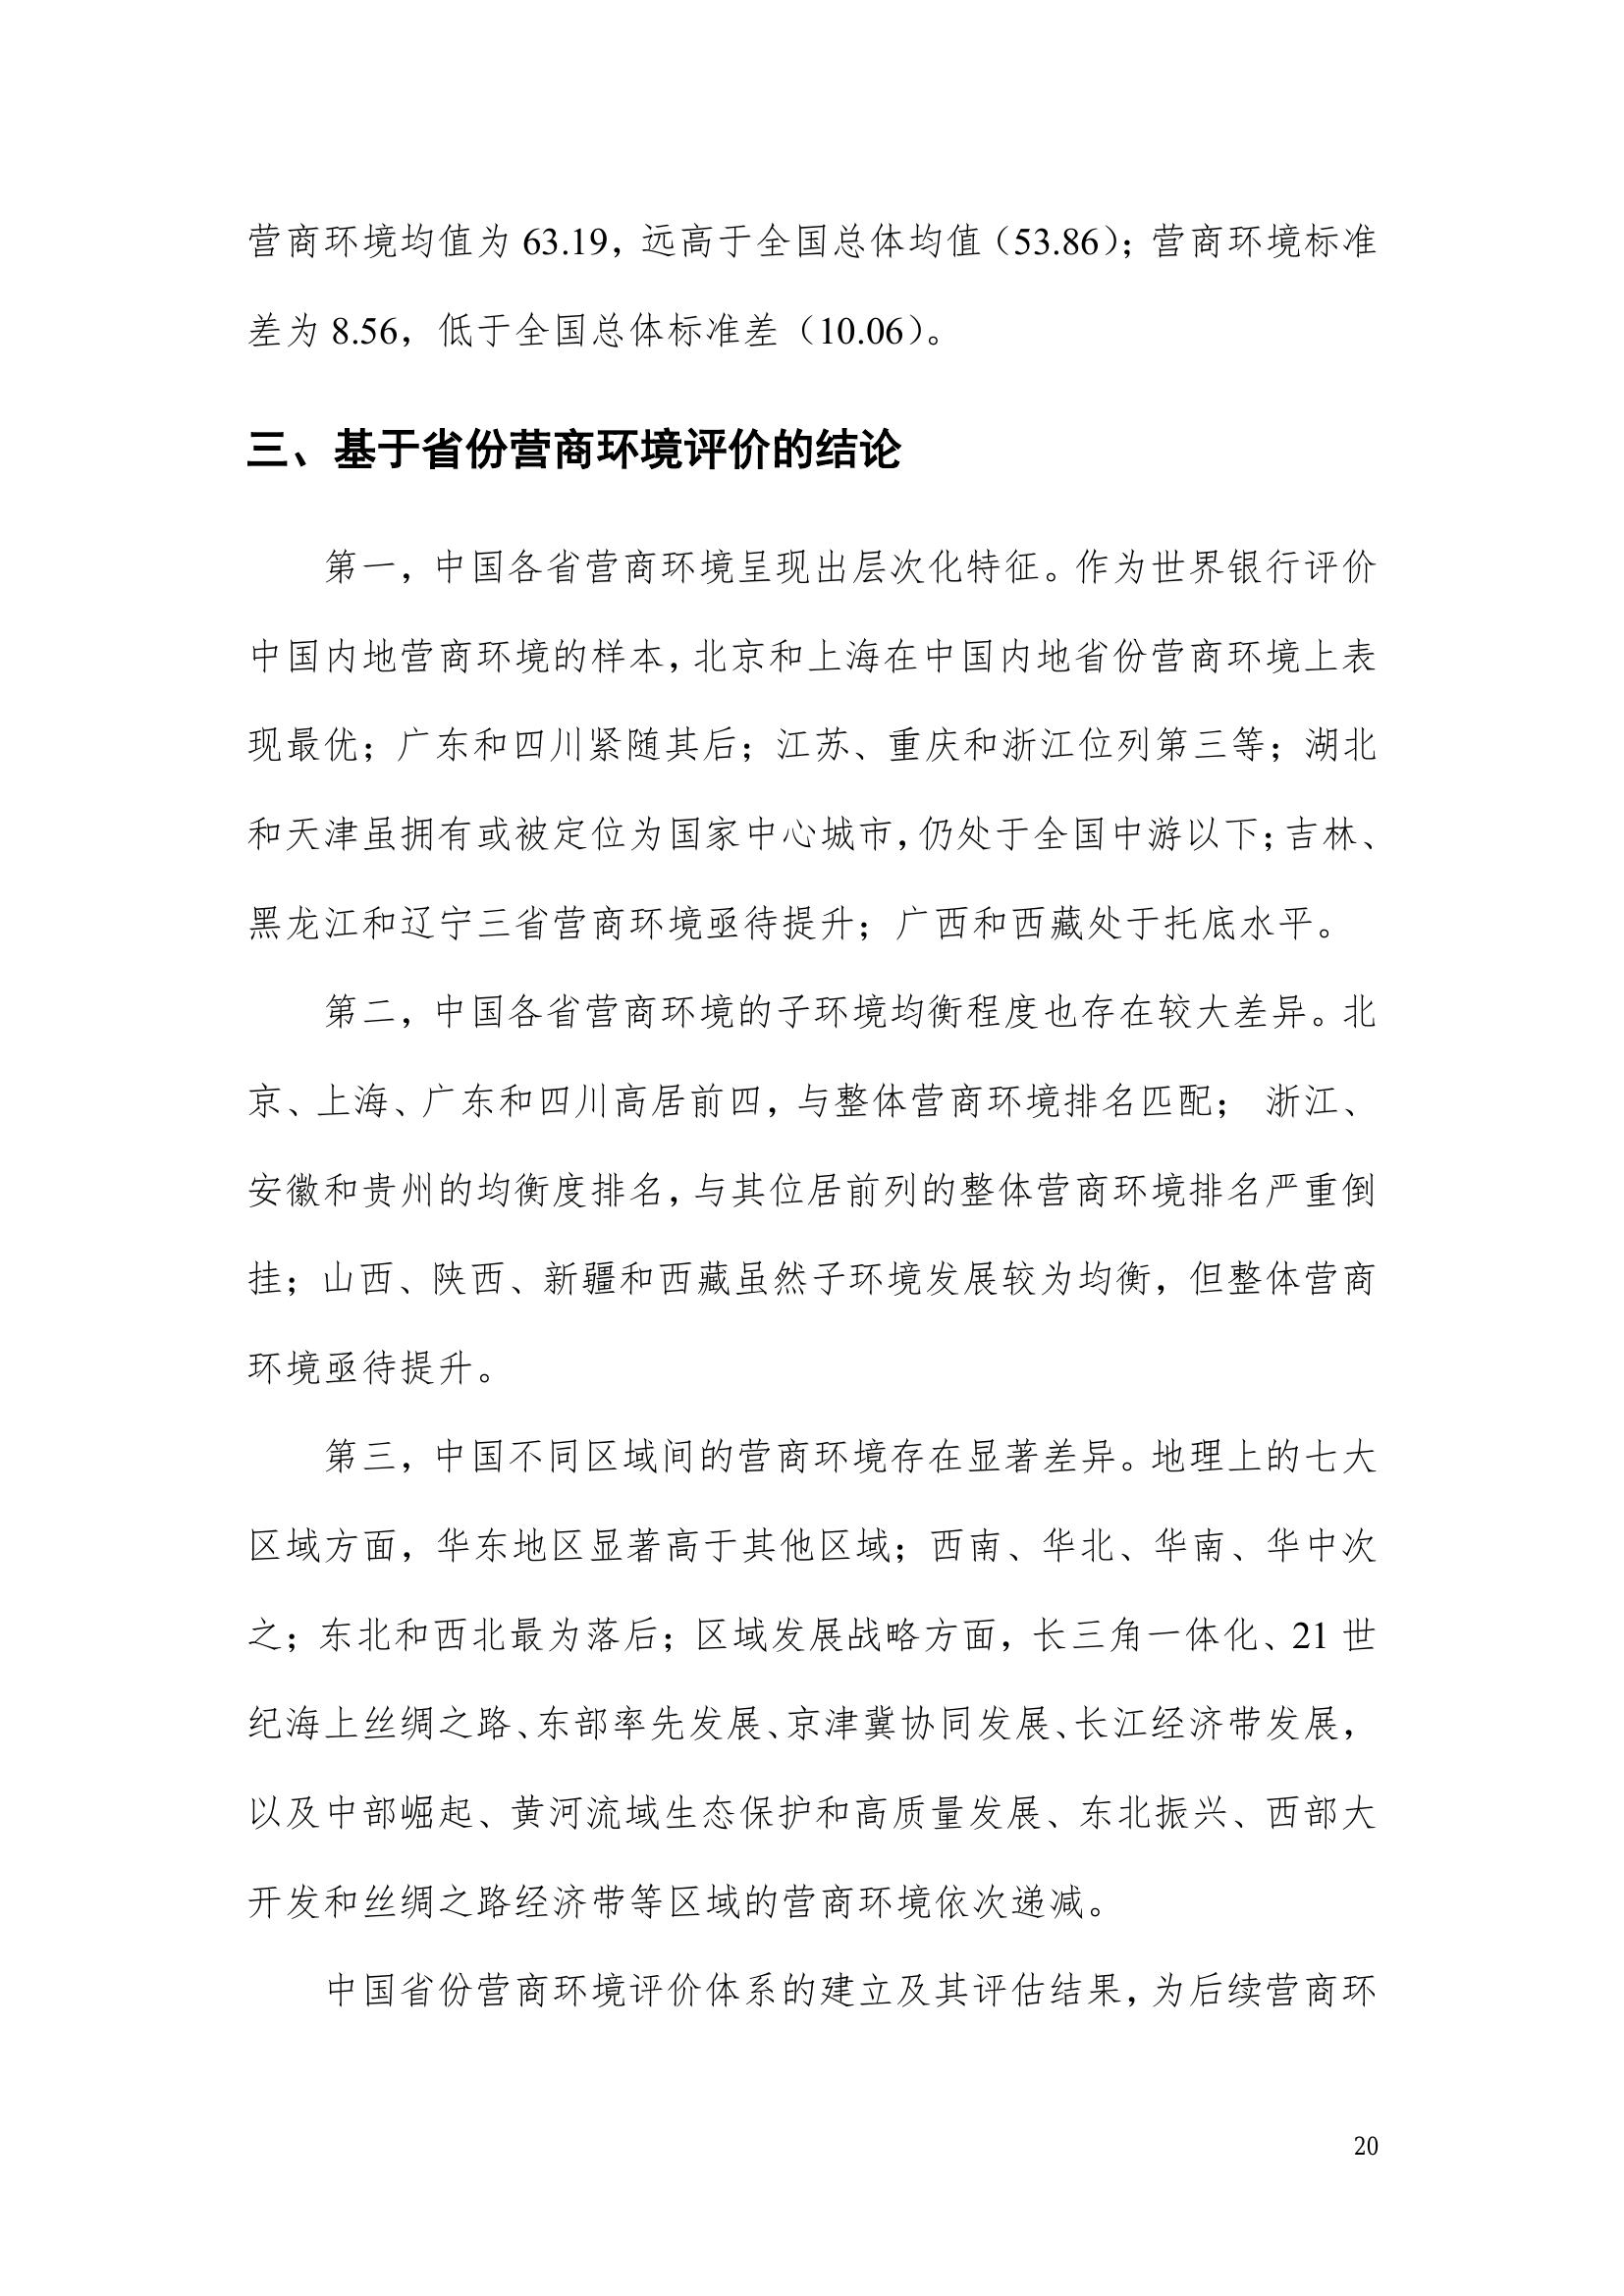 营商环境均值为 63.19，远高于全国总体均值（53.86）；营商环境标准
差为 8.56，低于全国总体标准差（10.06）。
三、基于省份营商环境评价的结论
第一，中国各省营商环境呈现出层次化特征。作为世界银行评价
中国内地营商环境的样本，北京和上海在中国内地省份营商环境上表
现最优；广东和四川紧随其后；江苏、重庆和浙江位列第三等；湖北
和天津虽拥有或被定位为国家中心城市，仍处于全国中游以下；吉林、
黑龙江和辽宁三省营商环境亟待提升；广西和西藏处于托底水平。
第二，中国各省营商环境的子环境均衡程度也存在较大差异。北
京、上海、广东和四川高居前四，与整体营商环境排名匹配； 浙江、
安徽和贵州的均衡度排名，与其位居前列的整体营商环境排名严重倒
挂；山西、陕西、新疆和西藏虽然子环境发展较为均衡，但整体营商
环境亟待提升。
第三，中国不同区域间的营商环境存在显著差异。地理上的七大
区域方面，华东地区显著高于其他区域；西南、华北、华南、华中次
之；东北和西北最为落后；区域发展战略方面，长三角一体化、21 世
纪海上丝绸之路、东部率先发展、京津冀协同发展、长江经济带发展，
以及中部崛起、黄河流域生态保护和高质量发展、东北振兴、西部大
开发和丝绸之路经济带等区域的营商环境依次递减。
中国省份营商环境评价体系的建立及其评估结果，为后续营商环
20